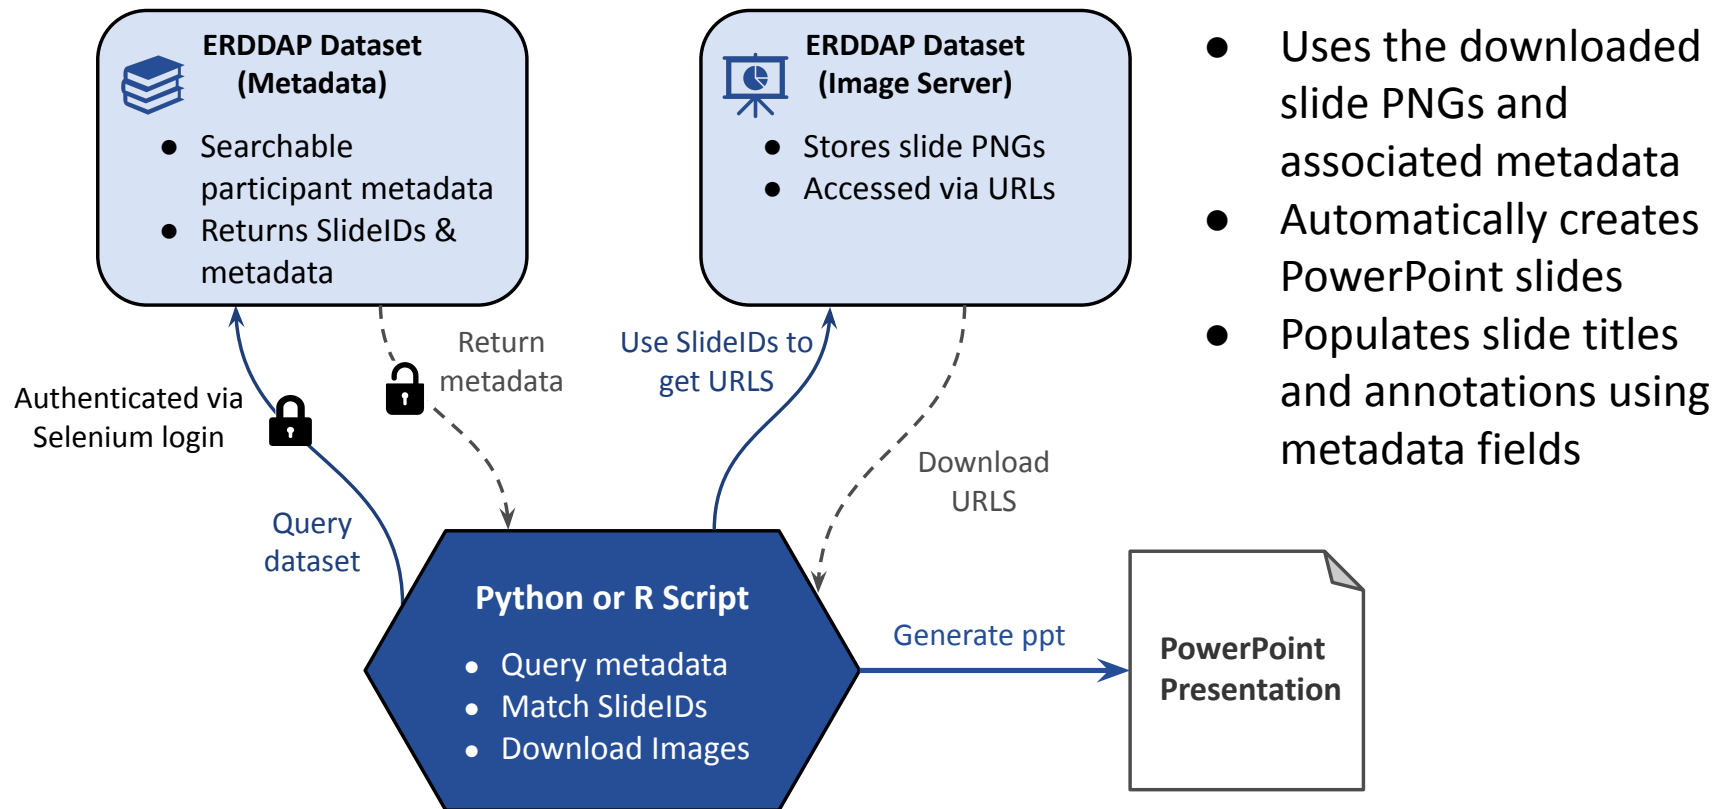 ERDDAP Dataset
(Metadata)
● Searchable
participant metadata
● Returns SlideIDs &
metadata
ERDDAP Dataset
(Image Server)
● Stores slide PNGs
● Accessed via URLs
● Uses the downloaded
slide PNGs and
associated metadata
● Automatically creates
PowerPoint slides
● Populates slide titles
and annotations using
metadata fields
Authenticated via
Selenium login
Return
metadata
Use SlideIDs to
get URLS
Query
dataset
Download
URLS
Python or R Script
● Query metadata
● Match SlideIDs
● Download Images
Generate ppt
PowerPoint
Presentation